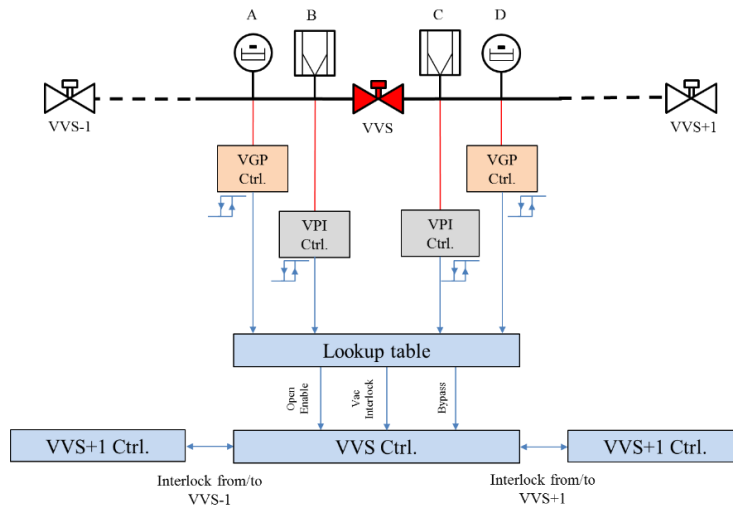 A
B
C
D
VVS-1
VVS
VVS+1
VGP
Ctrl.
VGP
Ctrl.
VPI
Ctrl.
VPI
Ctrl.
Lookup table
Open
Enable
Vac
Interlock
Bypass
VVS+1 Ctrl.
VVS Ctrl.
VVS+1 Ctrl.
Interlock from/to
VVS-1
Interlock from/to
VVS+1